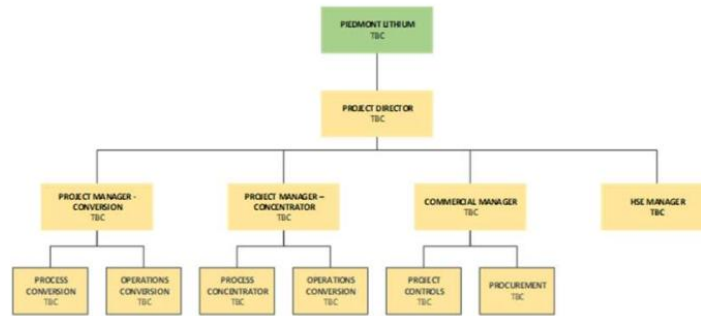 PIEDMONT LITHIUM
TBC
PROJECT DIRECTOR
TBC
PROJECT MANAGER -
CONVERSION
TBC
PROJECT MANAGER –
CONCENTRATOR
TBC
COMMERCIAL MANAGER
TBC
HSE MANAGER
TBC
PROCESS
CONVERSION
TBC
OPERATIONS
CONVERSION
TBC
PROCESS
CONCENTRATOR
TBC
OPERATIONS
CONVERSION
TBC
PROJECT
CONTROLS
TBC
PROCUREMENT
TBC